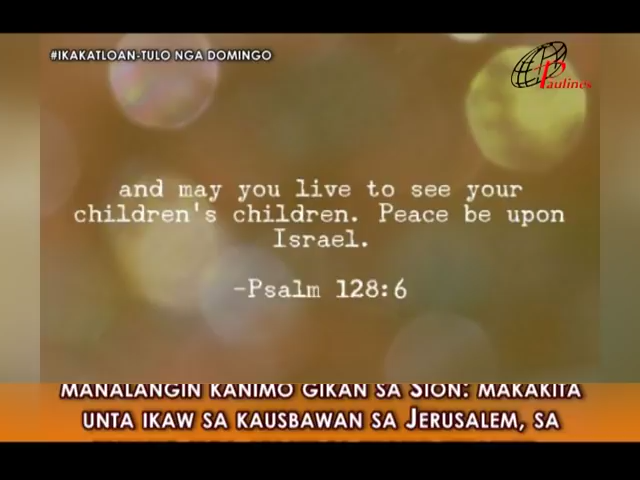 #IKAKATLOAN-TULO NGA DOMINGO
Paulines
and may you live to see your
children's children. Peace be upon
Israel.
-Psalm 128:6
MANALANGIN KANIMO GIKAN SA SION: MAKAKITA
UNTA IKAW SA KAUSBAWAN SA JERUSALEM, SA